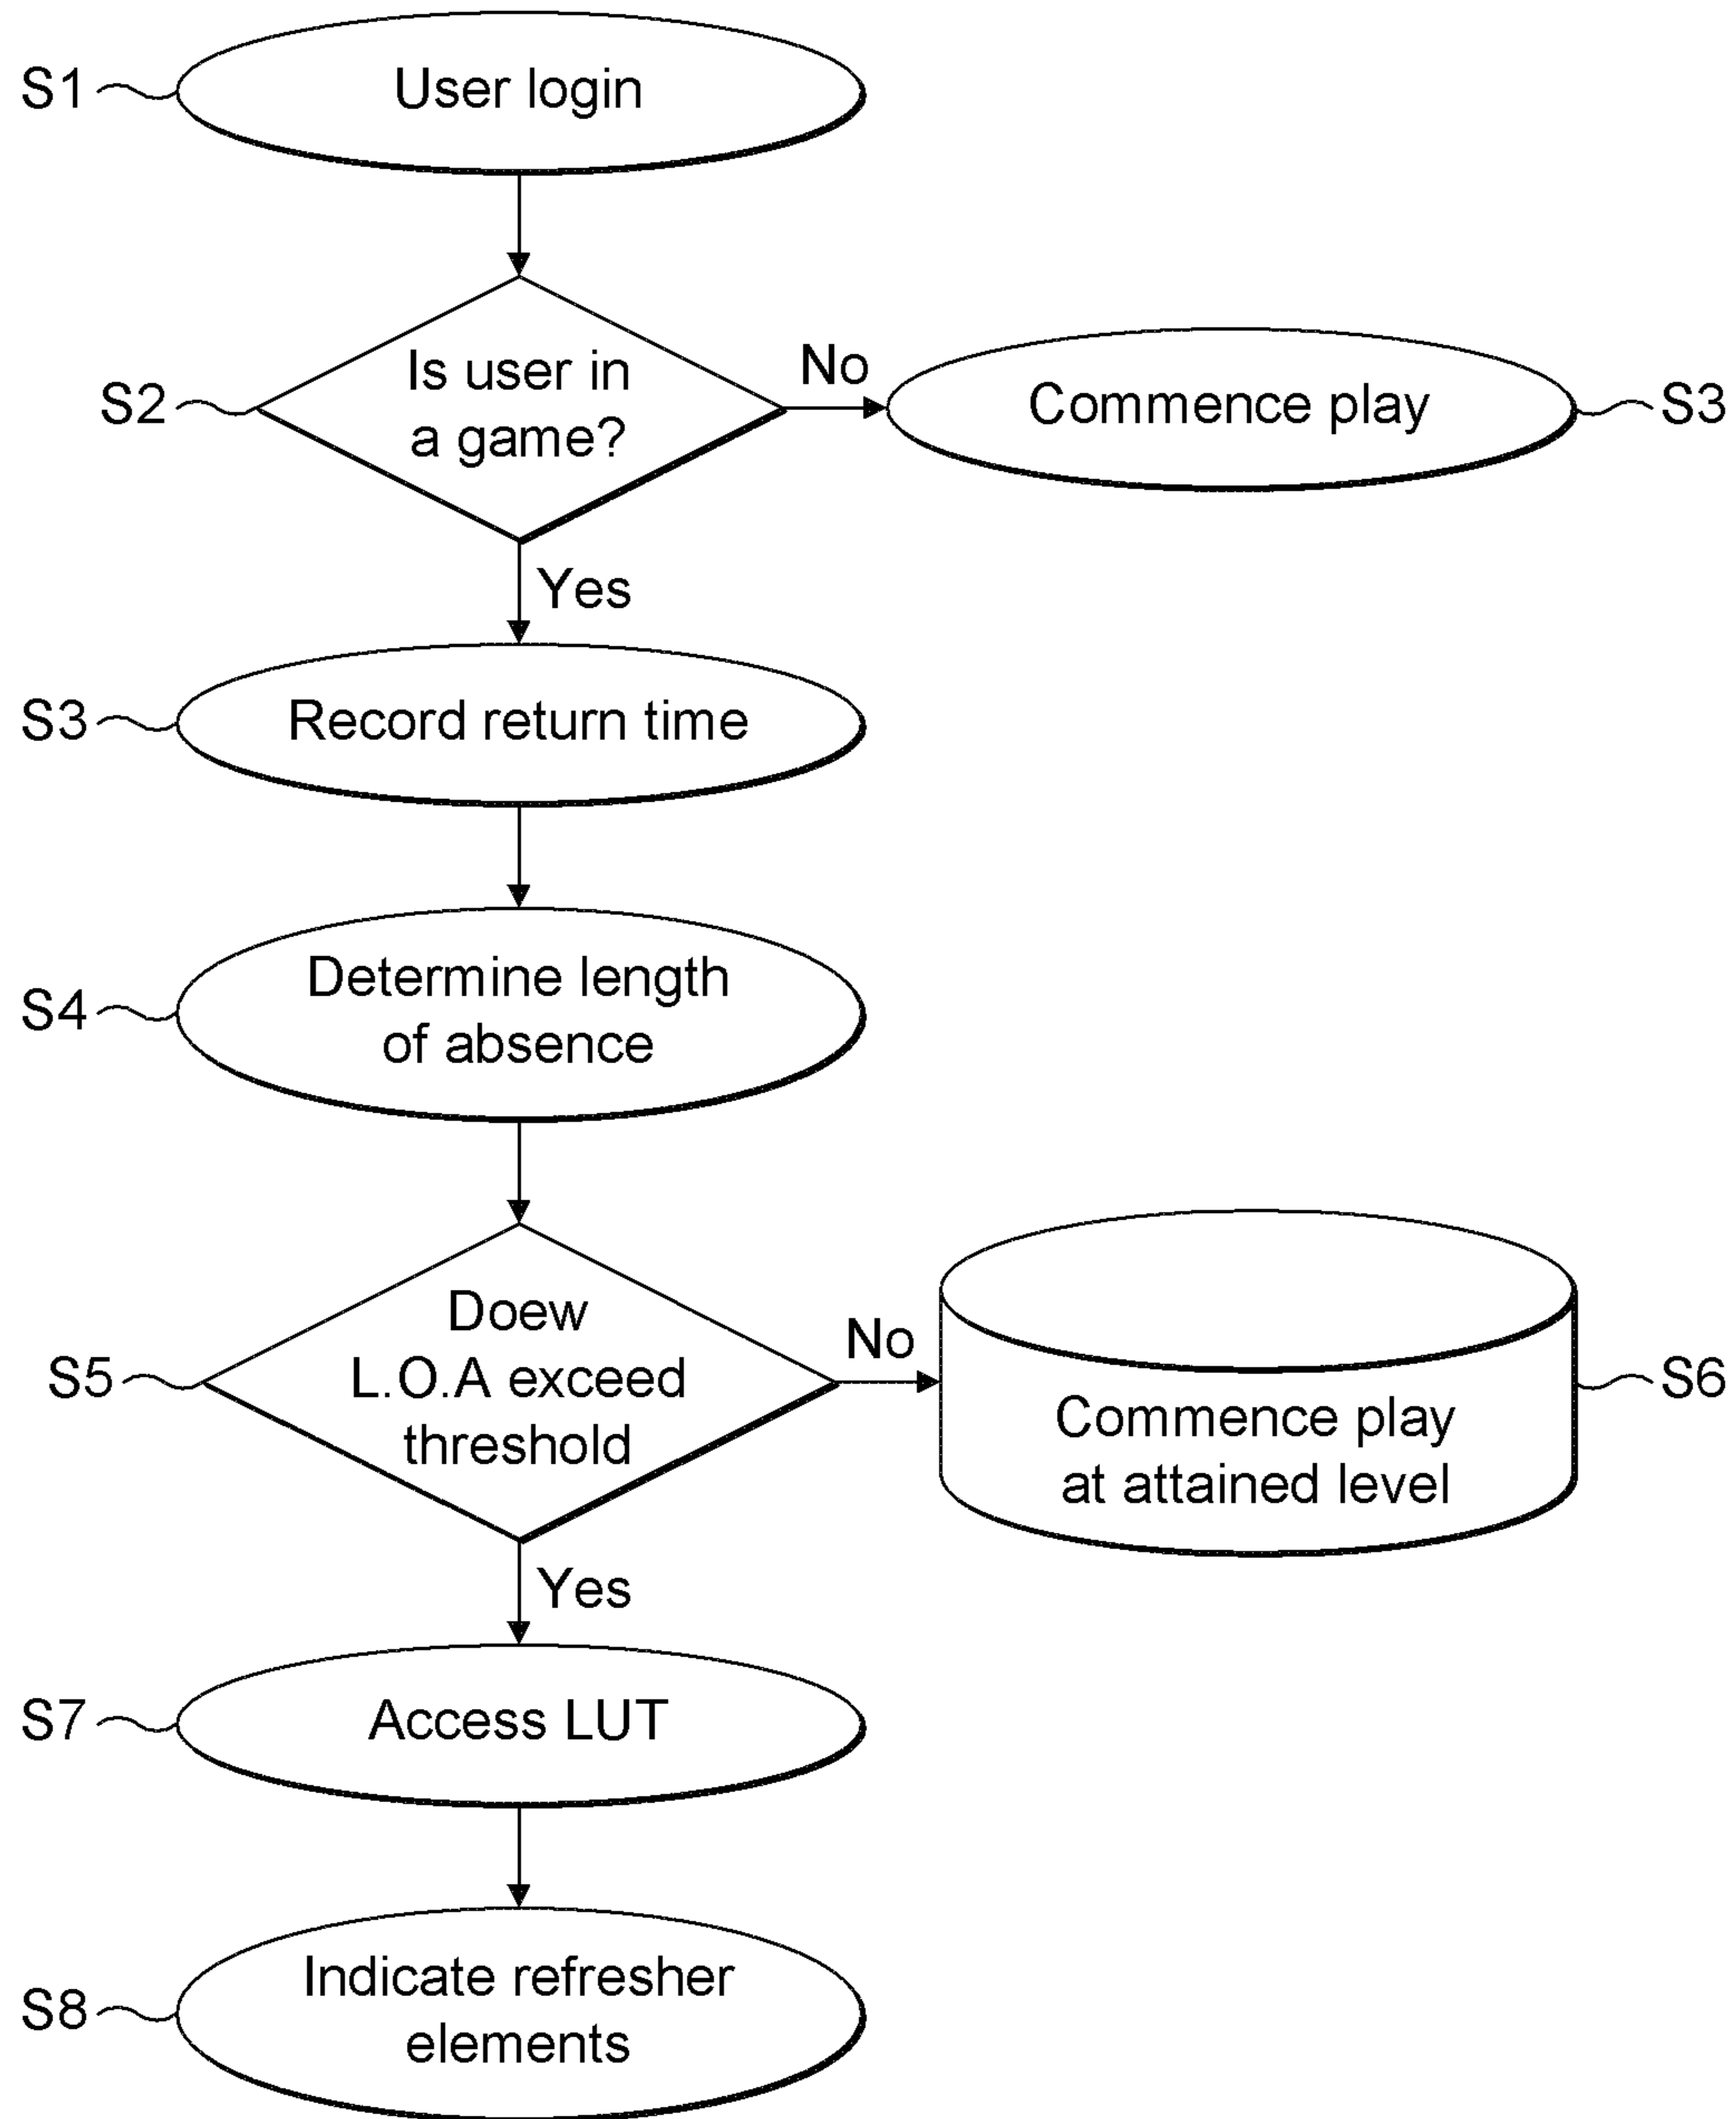 S1
User login
S2
Is user in
a game?
No
Commence play
S3
Yes
S3
Record return time
S4
Determine length
of absence
S5
Doew
L.O.A exceed
threshold
No
Commence play
at attained level
S6
Yes
S7
Access LUT
S8
Indicate refresher
elements